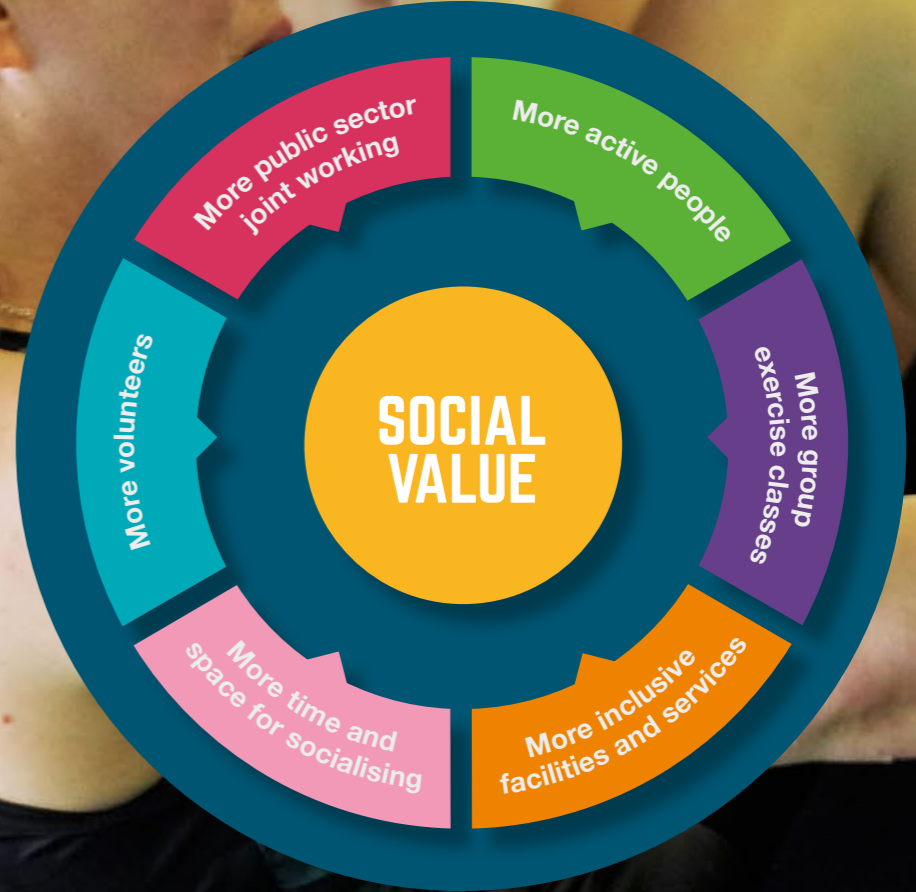 More public sector
joint working
More active people
More group
exercise classes
More inclusive
facilities and services
More time and
space for socialising
More volunteers
SOCIAL
VALUE